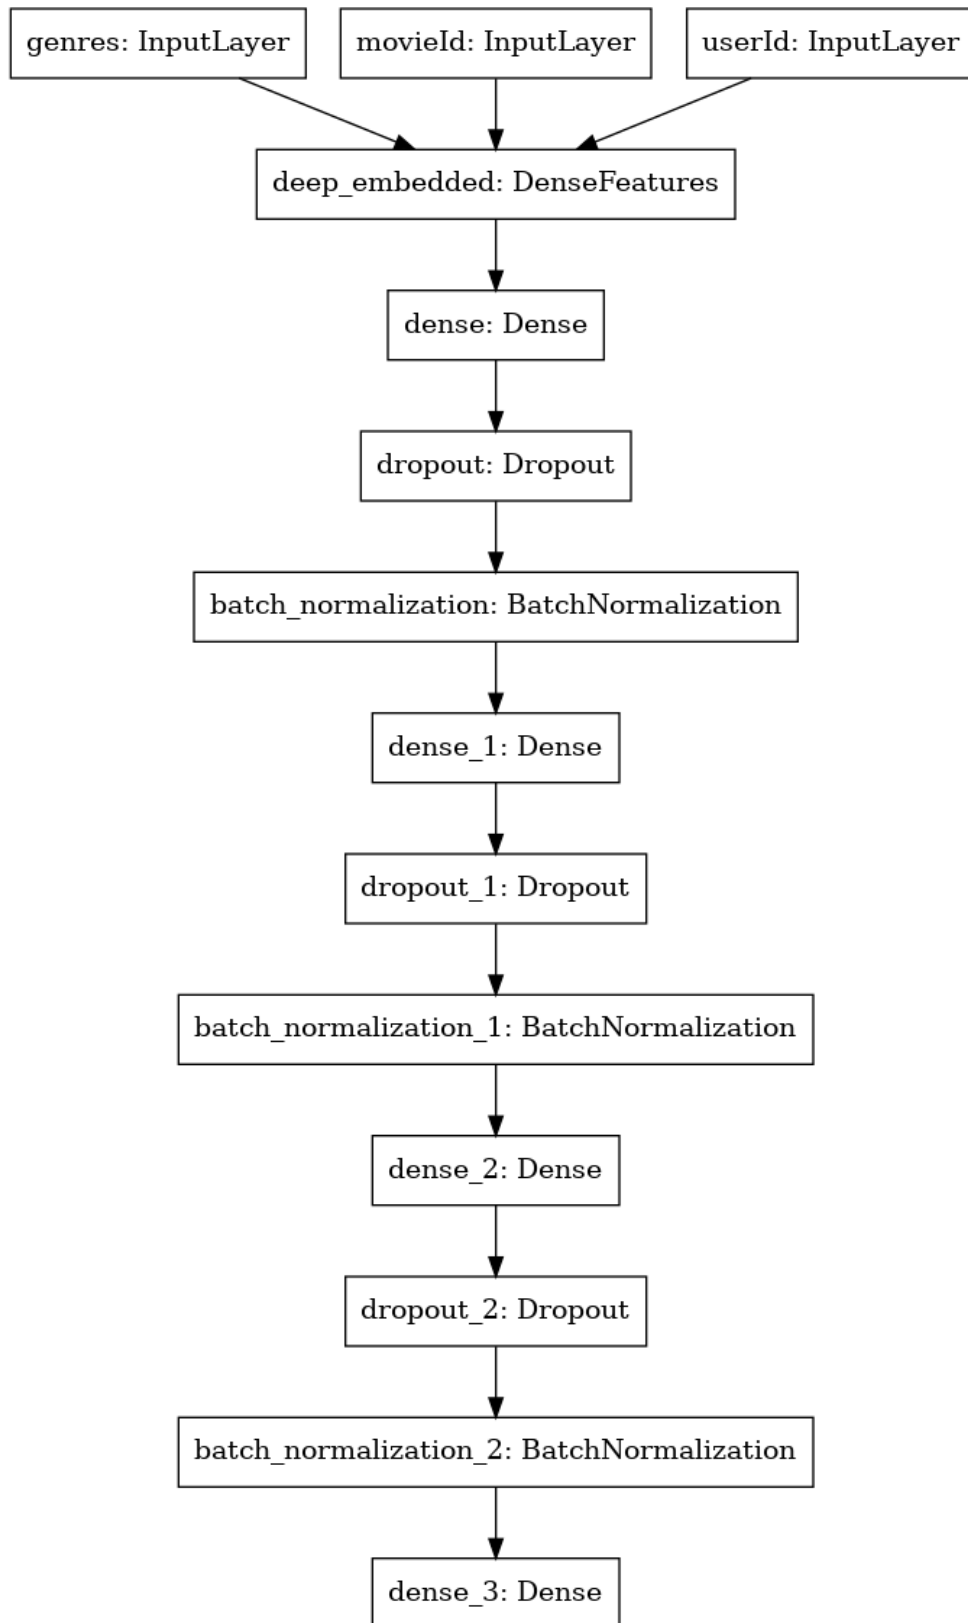 genres: InputLayer
movieId: InputLayer
userId: InputLayer
deep_embedded: DenseFeatures
dense: Dense
dropout: Dropout
batch_normalization: BatchNormalization
dense_1: Dense
dropout_1: Dropout
batch_normalization_1: BatchNormalization
dense_2: Dense
dropout_2: Dropout
batch_normalization_2: BatchNormalization
dense_3: Dense